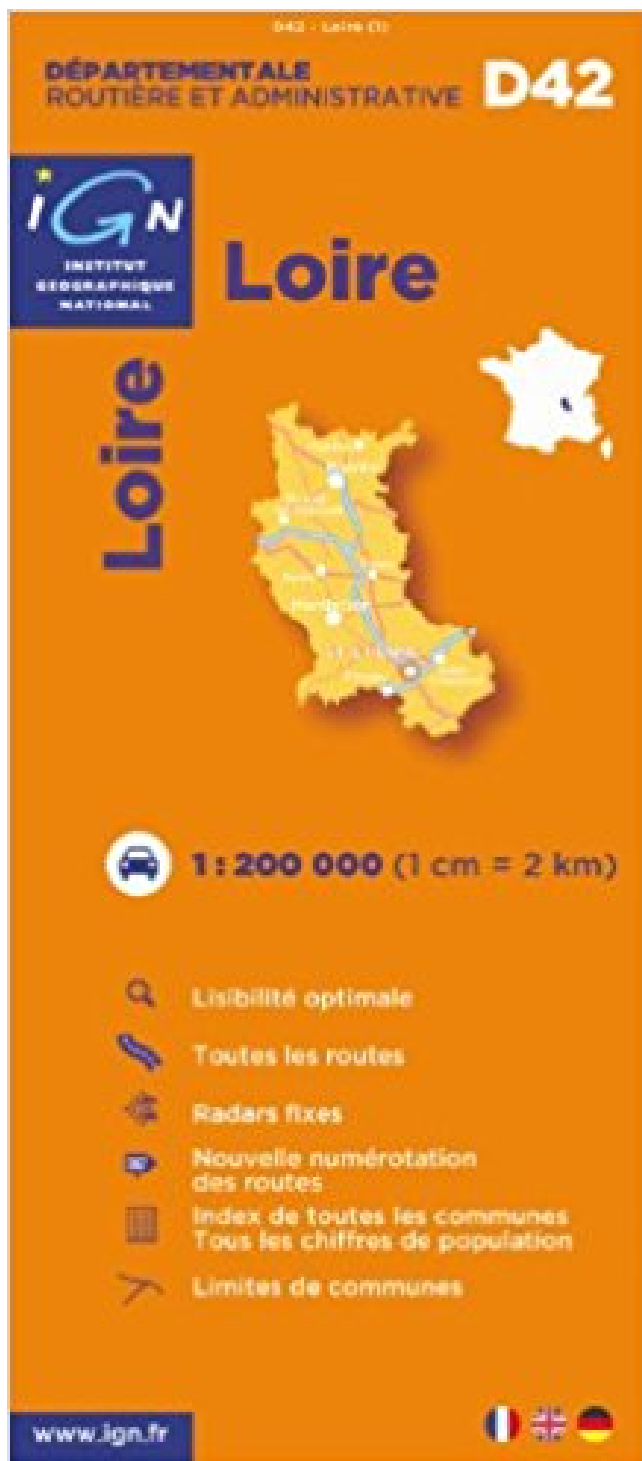 D42 - Loire (1)
DÉPARTEMENTALE
ROUTIÈRE ET ADMINISTRATIVE D42
IGN
INSTITUT
GEOGRAPHIQUE
NATIONAL
Loire
Loire
1 : 200 000 (1 cm = 2 km)
Lisibilité optimale
Toutes les routes
Radars fixes
Nouvelle numérotation
des routes
Index de toutes les communes
Tous les chiffres de population
Limites de communes
www.ign.fr